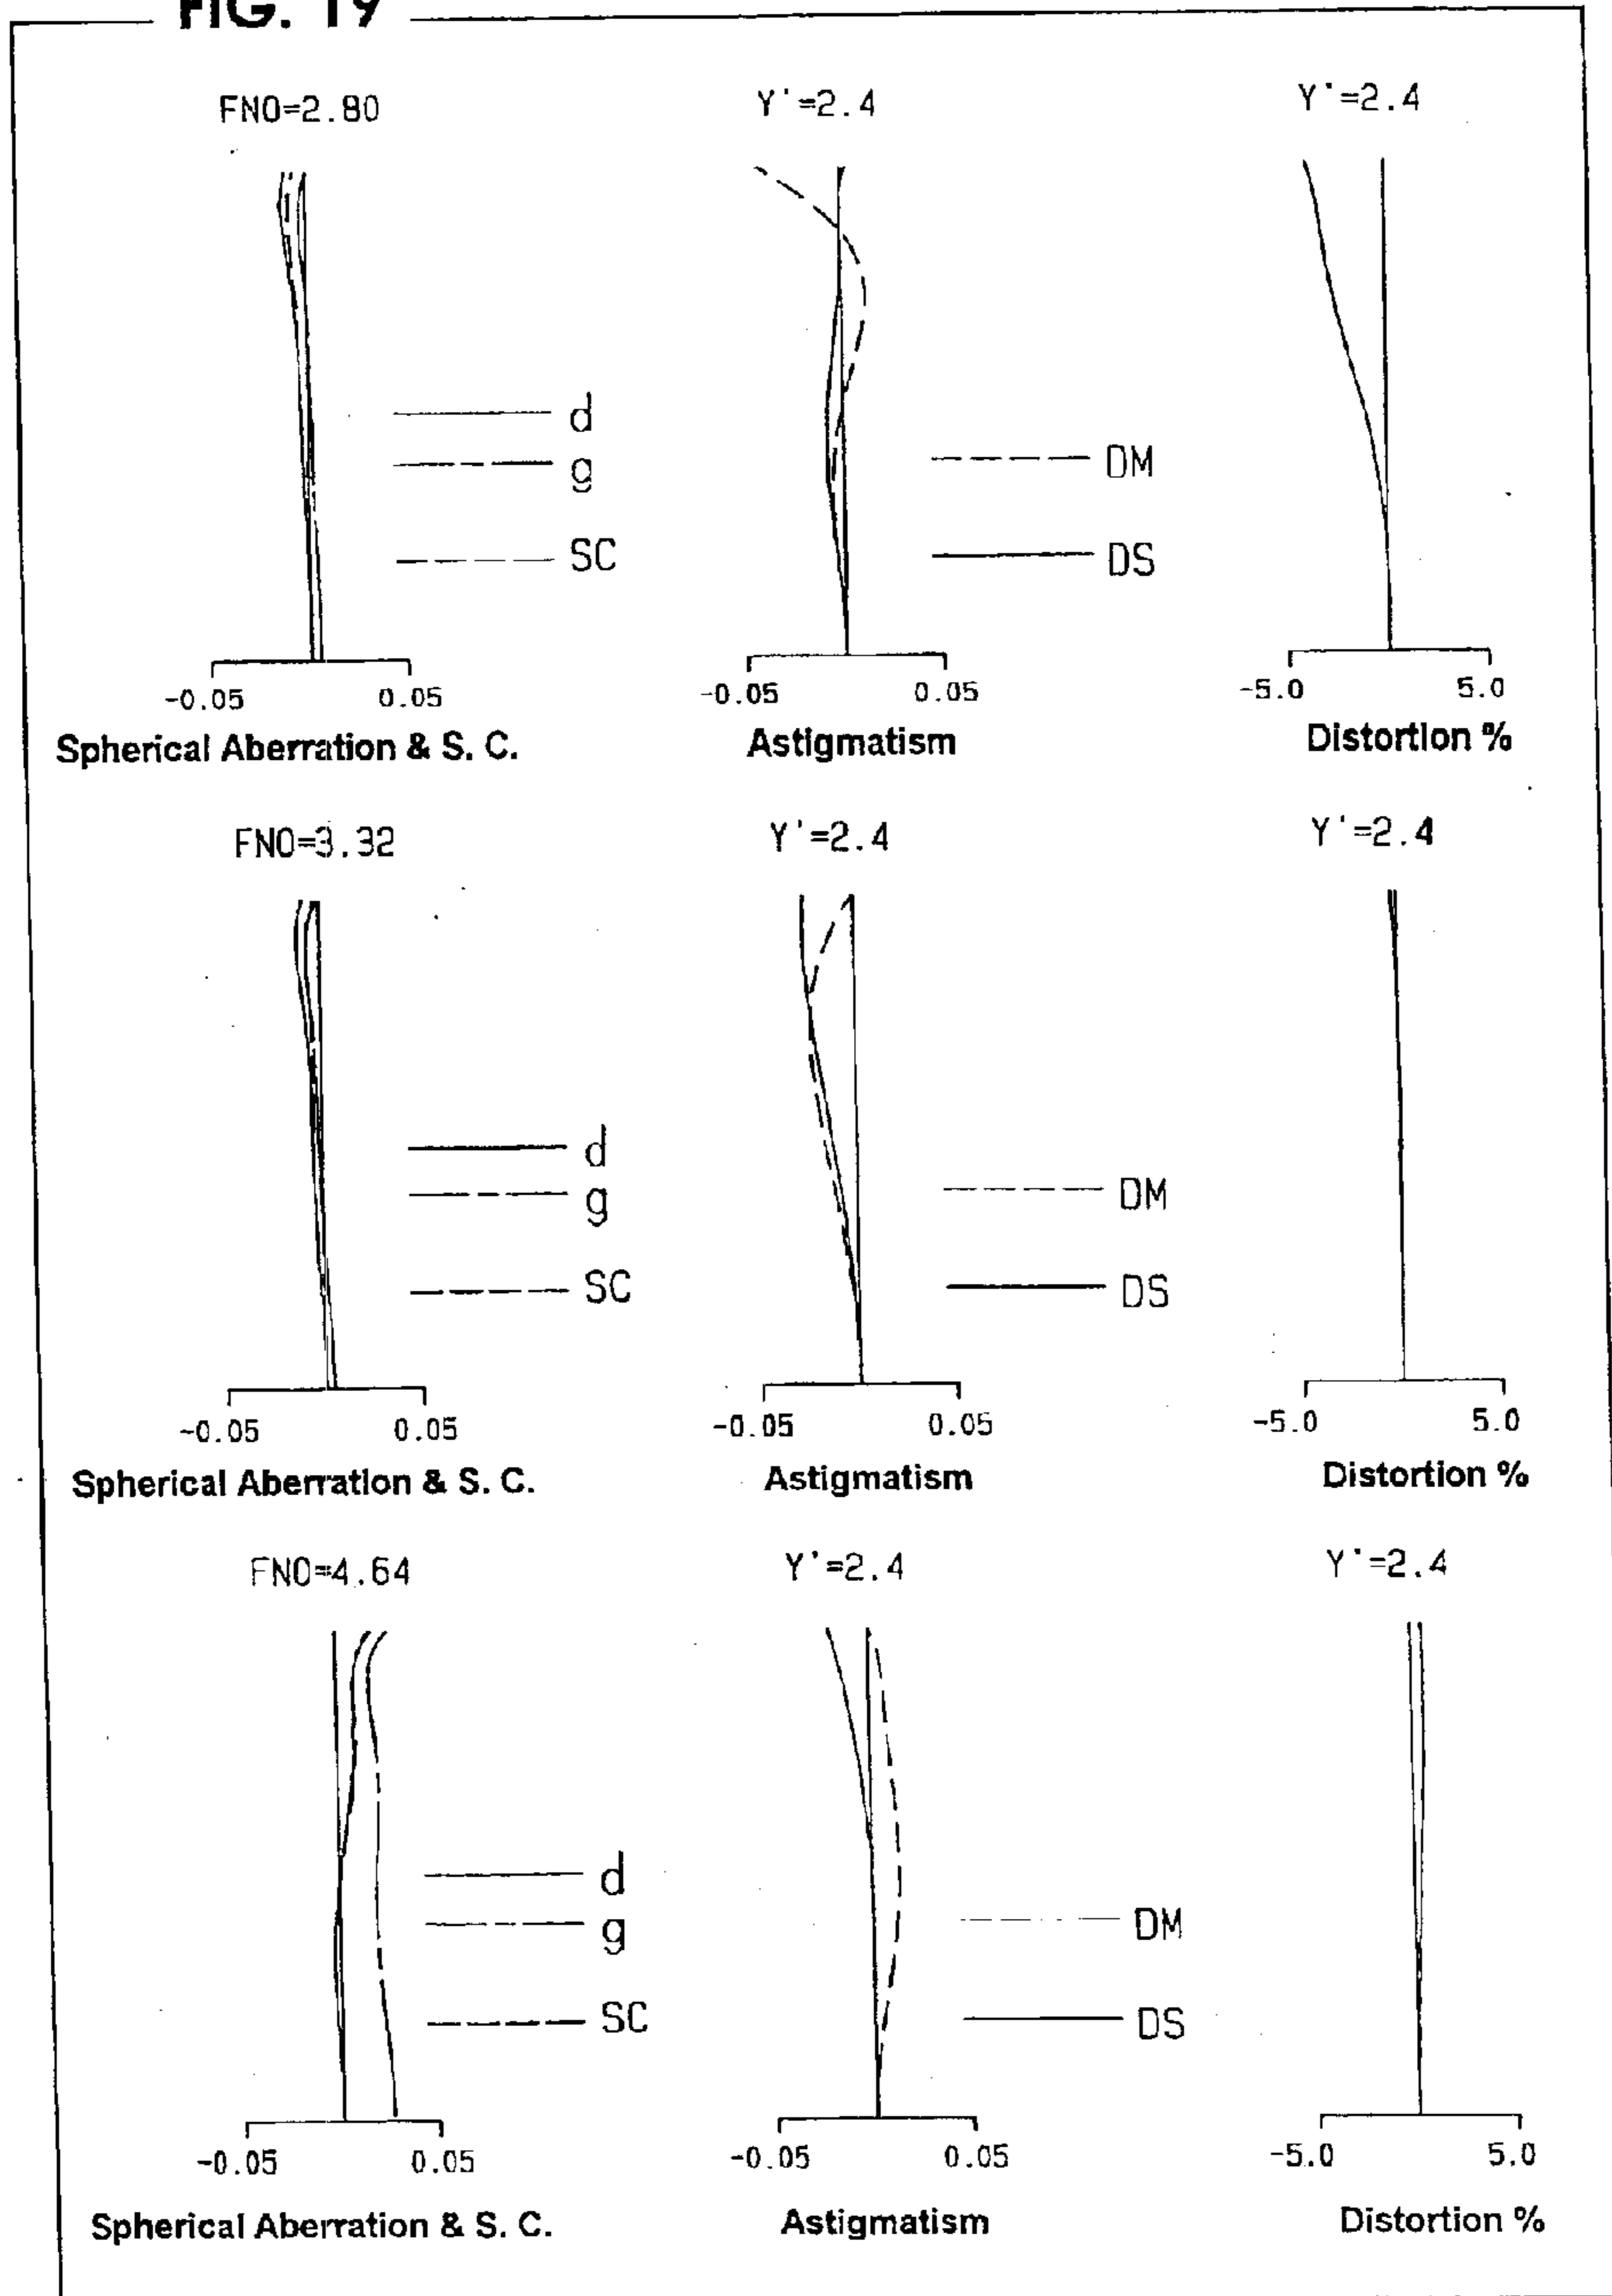 FIG. 19
FNO=2.80
Y'=2.4
Y'=2.4
d
g
SC
DM
DS
-0.05 0.05
-0.05 0.05
-5.0 5.0
Spherical Aberration & S. C.
Astigmatism
Distortion %
FNO=3.32
Y'=2.4
Y'=2.4
d
g
SC
DM
DS
-0.05 0.05
-0.05 0.05
-5.0 5.0
Spherical Aberration & S. C.
Astigmatism
Distortion %
FNO=4.64
Y'=2.4
Y'=2.4
d
g
SC
DM
DS
-0.05 0.05
-0.05 0.05
-5.0 5.0
Spherical Aberration & S. C.
Astigmatism
Distortion %